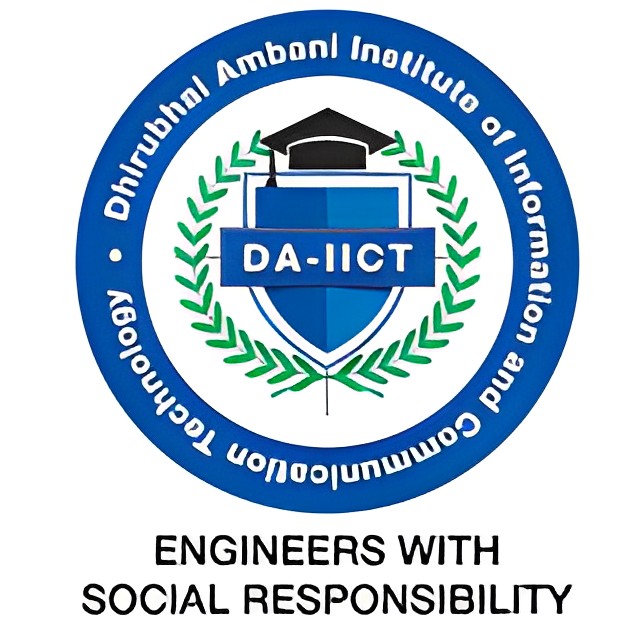 Dhirubhai Ambani Institute of Information and Communication Technology •
DA-IICT
ENGINEERS WITH
SOCIAL RESPONSIBILITY